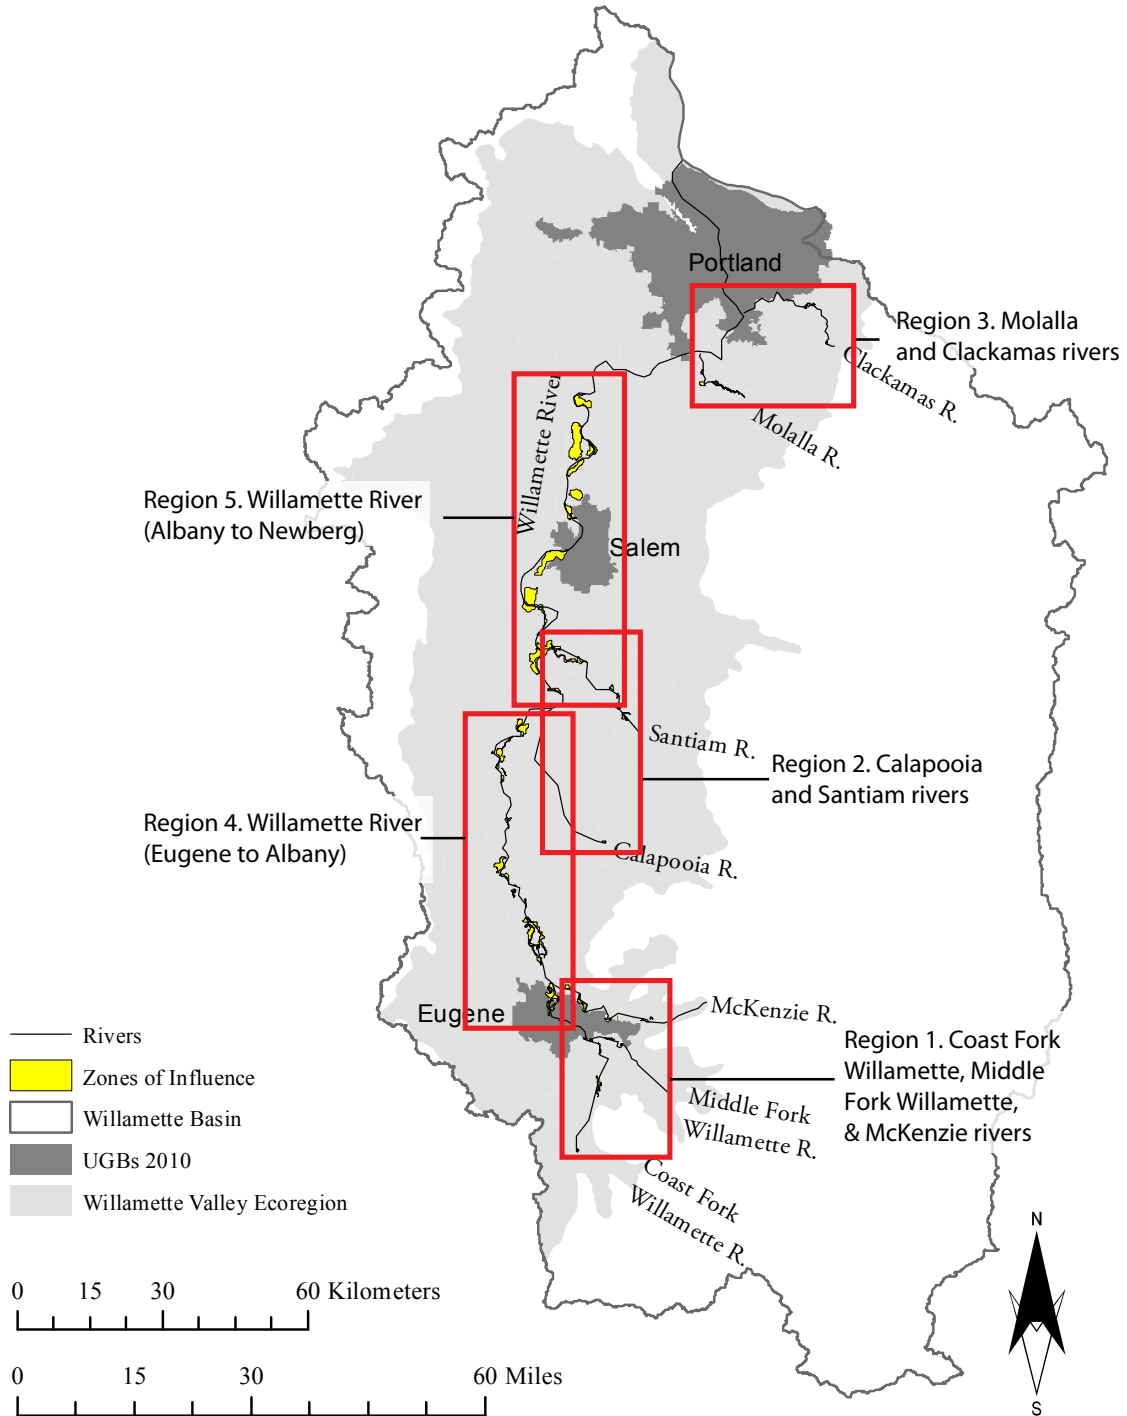 Portland
Region 3. Molalla
and Clackamas rivers
Clackamas R.
Molalla R.
Willamette River
Region 5. Willamette River
(Albany to Newberg)
Salem
Santiam R.
Region 2. Calapooia
and Santiam rivers
Region 4. Willamette River
(Eugene to Albany)
Calapooia R.
Eugene
McKenzie R.
Region 1. Coast Fork
Willamette, Middle
Fork Willamette,
& McKenzie rivers
Middle Fork
Willamette R.
Coast Fork
Willamette R.
Rivers
Zones of Influence
Willamette Basin
UGBs 2010
Willamette Valley Ecoregion
0 15 30 60 Kilometers
0 15 30 60 Miles
N
S